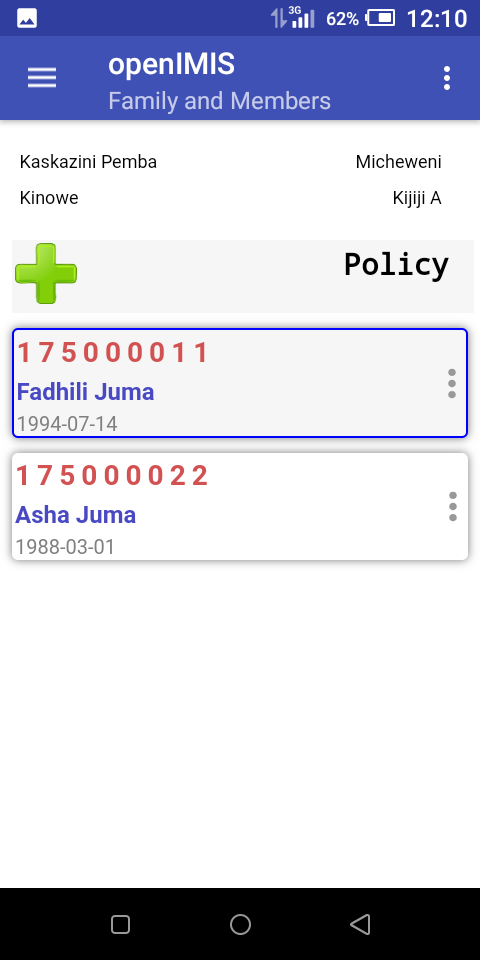 3G 62% 12:10
openIMIS
Family and Members
Kaskazini Pemba Micheweni
Kinowe Kijiji A
Policy
175000011
Fadhili Juma
1994-07-14
175000022
Asha Juma
1988-03-01